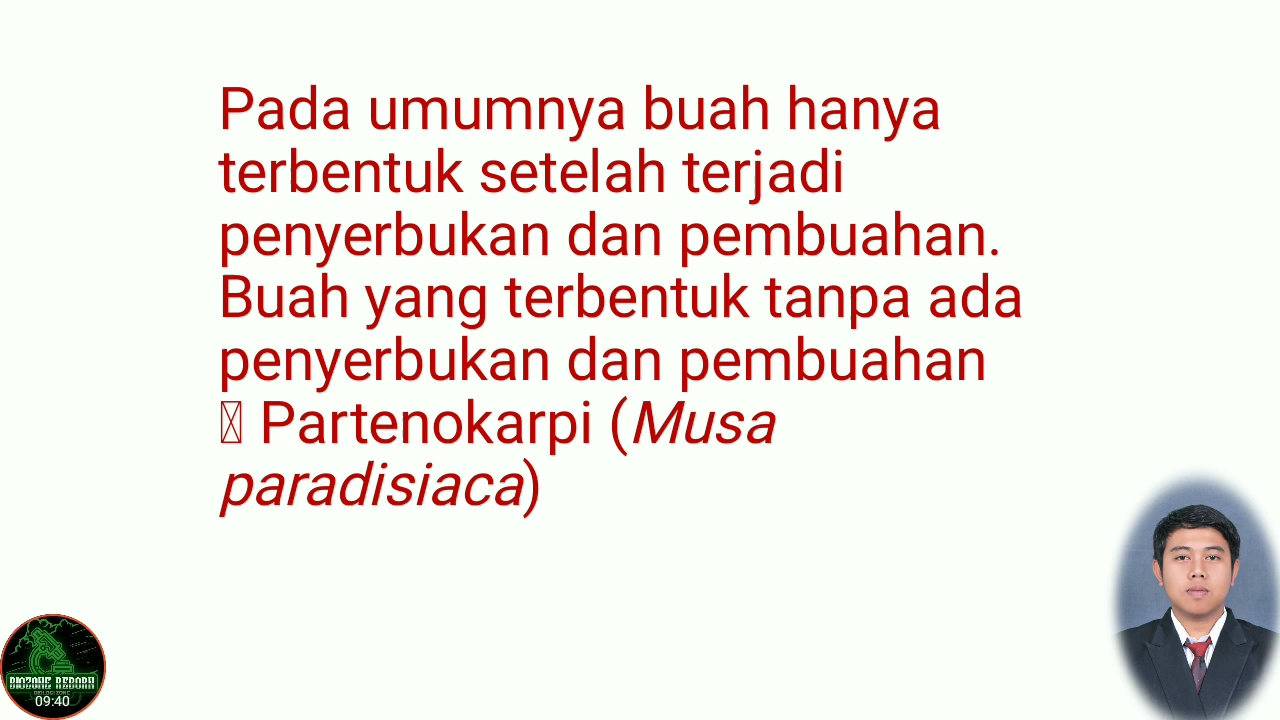 Pada umumnya buah hanya
terbentuk setelah terjadi
penyerbukan dan pembuahan.
Buah yang terbentuk tanpa ada
penyerbukan dan pembuahan
Partenokarpi (Musa
paradisiaca)
BIOZONE REBORN
09:40